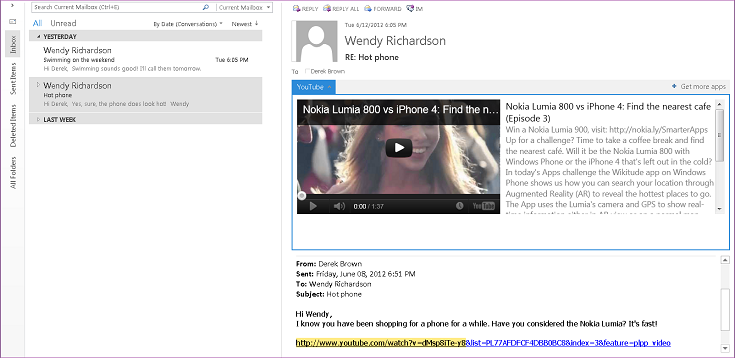 Search Current Mailbox (Ctrl+E)
Current Mailbox
All Unread
By Date (Conversations)
Newest
YESTERDAY
Wendy Richardson
Swimming on the weekend
Tue 6:05 PM
Hi Derek, Swimming sounds good! I'll call them tomorrow.
Wendy Richardson
Hot phone
Hi Derek, Yes, sure, the phone does look hot! Wendy
LAST WEEK
Inbox
Sent Items
Deleted Items
All Folders
REPLY REPLY ALL FORWARD IM
Tue 6/12/2012 6:05 PM
Wendy Richardson
RE: Hot phone
To Derek Brown
YouTube
+ Get more apps
Nokia Lumia 800 vs iPhone 4: Find the n...
0:00 / 1:37
YouTube
Nokia Lumia 800 vs iPhone 4: Find the nearest cafe
(Episode 3)
Win a Nokia Lumia 900, visit: http://nokia.ly/SmarterApps
Up for a challenge? Time to take a coffee break and find
the nearest café. Will it be the Nokia Lumia 800 with
Windows Phone or the iPhone 4 that's left out in the cold?
In today's Apps challenge the Wikitude app on Windows
Phone shows us how you can search your location through
Augmented Reality (AR) to reveal the hottest places to go.
The App uses the Lumia's camera and GPS to show real-
time information either in AR view or on a normal map
From: Derek Brown
Sent: Friday, June 08, 2012 6:51 PM
To: Wendy Richardson
Subject: Hot phone
Hi Wendy,
I know you have been shopping for a phone for a while. Have you considered the Nokia Lumia? It's fast!
http://www.youtube.com/watch?v=dMsp8iTe-y8&list=PL77AFDFCF4DBB0BC8&index=3&feature=plpp_video